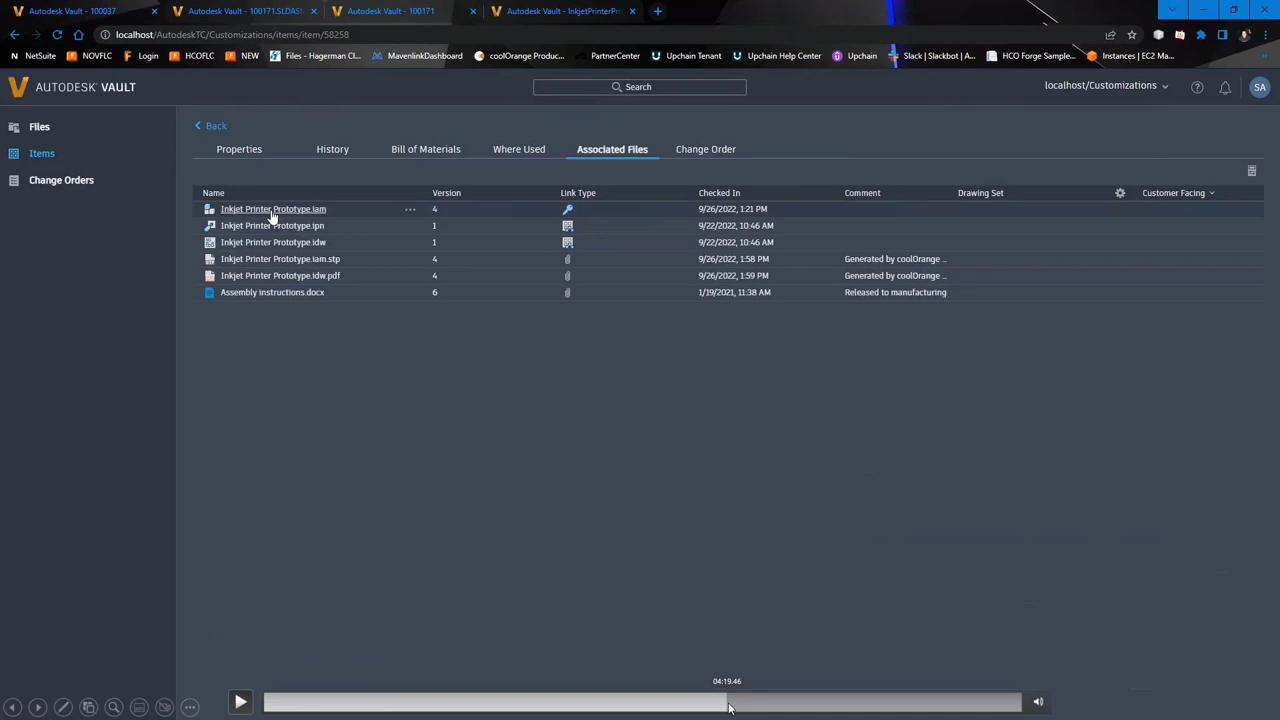 Autodesk Vault - 100037
Autodesk Vault - 100171.SLDASM
Autodesk Vault - 100171
Autodesk Vault - InkjetPrinterPro
localhost/AutodeskTC/Customizations/items/item/58258
N NetSuite
NOVFLC
Login
HCOFLC
NEW
Files - Hagerman Cl...
MavenlinkDashboard
coolOrange Produc...
PartnerCenter
Upchain Tenant
Upchain Help Center
Upchain
Slack | Slackbot | A...
HCO Forge Sample...
Instances | EC2 Ma...
AUTODESK VAULT
Search
localhost/Customizations
SA
Files
Items
Change Orders
Back
Properties
History
Bill of Materials
Where Used
Associated Files
Change Order
Name Version Link Type Checked In Comment Drawing Set Customer Facing
Inkjet Printer Prototype.iam ... 4 9/26/2022, 1:21 PM
Inkjet Printer Prototype.ipn 1 9/22/2022, 10:46 AM
Inkjet Printer Prototype.idw 1 9/22/2022, 10:46 AM
Inkjet Printer Prototype.iam.stp 4 9/26/2022, 1:58 PM Generated by coolOrange ...
Inkjet Printer Prototype.idw.pdf 4 9/26/2022, 1:59 PM Generated by coolOrange ...
Assembly instructions.docx 6 1/19/2021, 11:38 AM Released to manufacturing
04:19.46